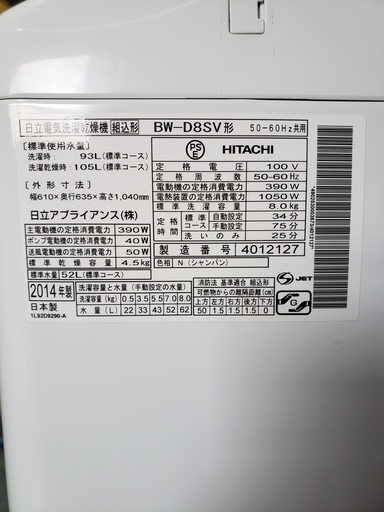 日立電気洗濯乾燥機 組込形 BW-D8SV形 50-60Hz共用
〔標準使用水量〕
洗濯時：93L(標準コース)
洗濯乾燥時：105L(標準コース)
〔外形寸法〕
幅610×奥行635×高さ1,040mm
日立アプライアンス(株)
主電動機の定格消費電力 390W
ポンプ電動機の定格消費電力 40W
送風電動機の定格消費電力 50W
標準乾燥容量 4.5kg
標準水量52L(標準コース)
PSE HITACHI
定格電圧 100V
定格周波数 50-60Hz
電動機の定格消費電力 390W
電熱装置の定格消費電力 1050W
標準洗濯容量 8.0kg
定格時間 標準コース 自動設定 34分
手動設定 75分
洗いのみ 25分
製造番号 4012127
色相 N(シャンパン)
2014年製
日本製
1L92D9290-A
洗濯容量と水量(手動設定の水量)
洗濯容量(kg) 0.5 3.5 5.5 7.0 8.0
水量(L) 22 33 43 52 62
消防法 基準適合 組込形
可燃物からの離隔距離(cm)
上方 左方 右方 前方 後方 下方
50 1.5 1.5 1.5 0
S JET